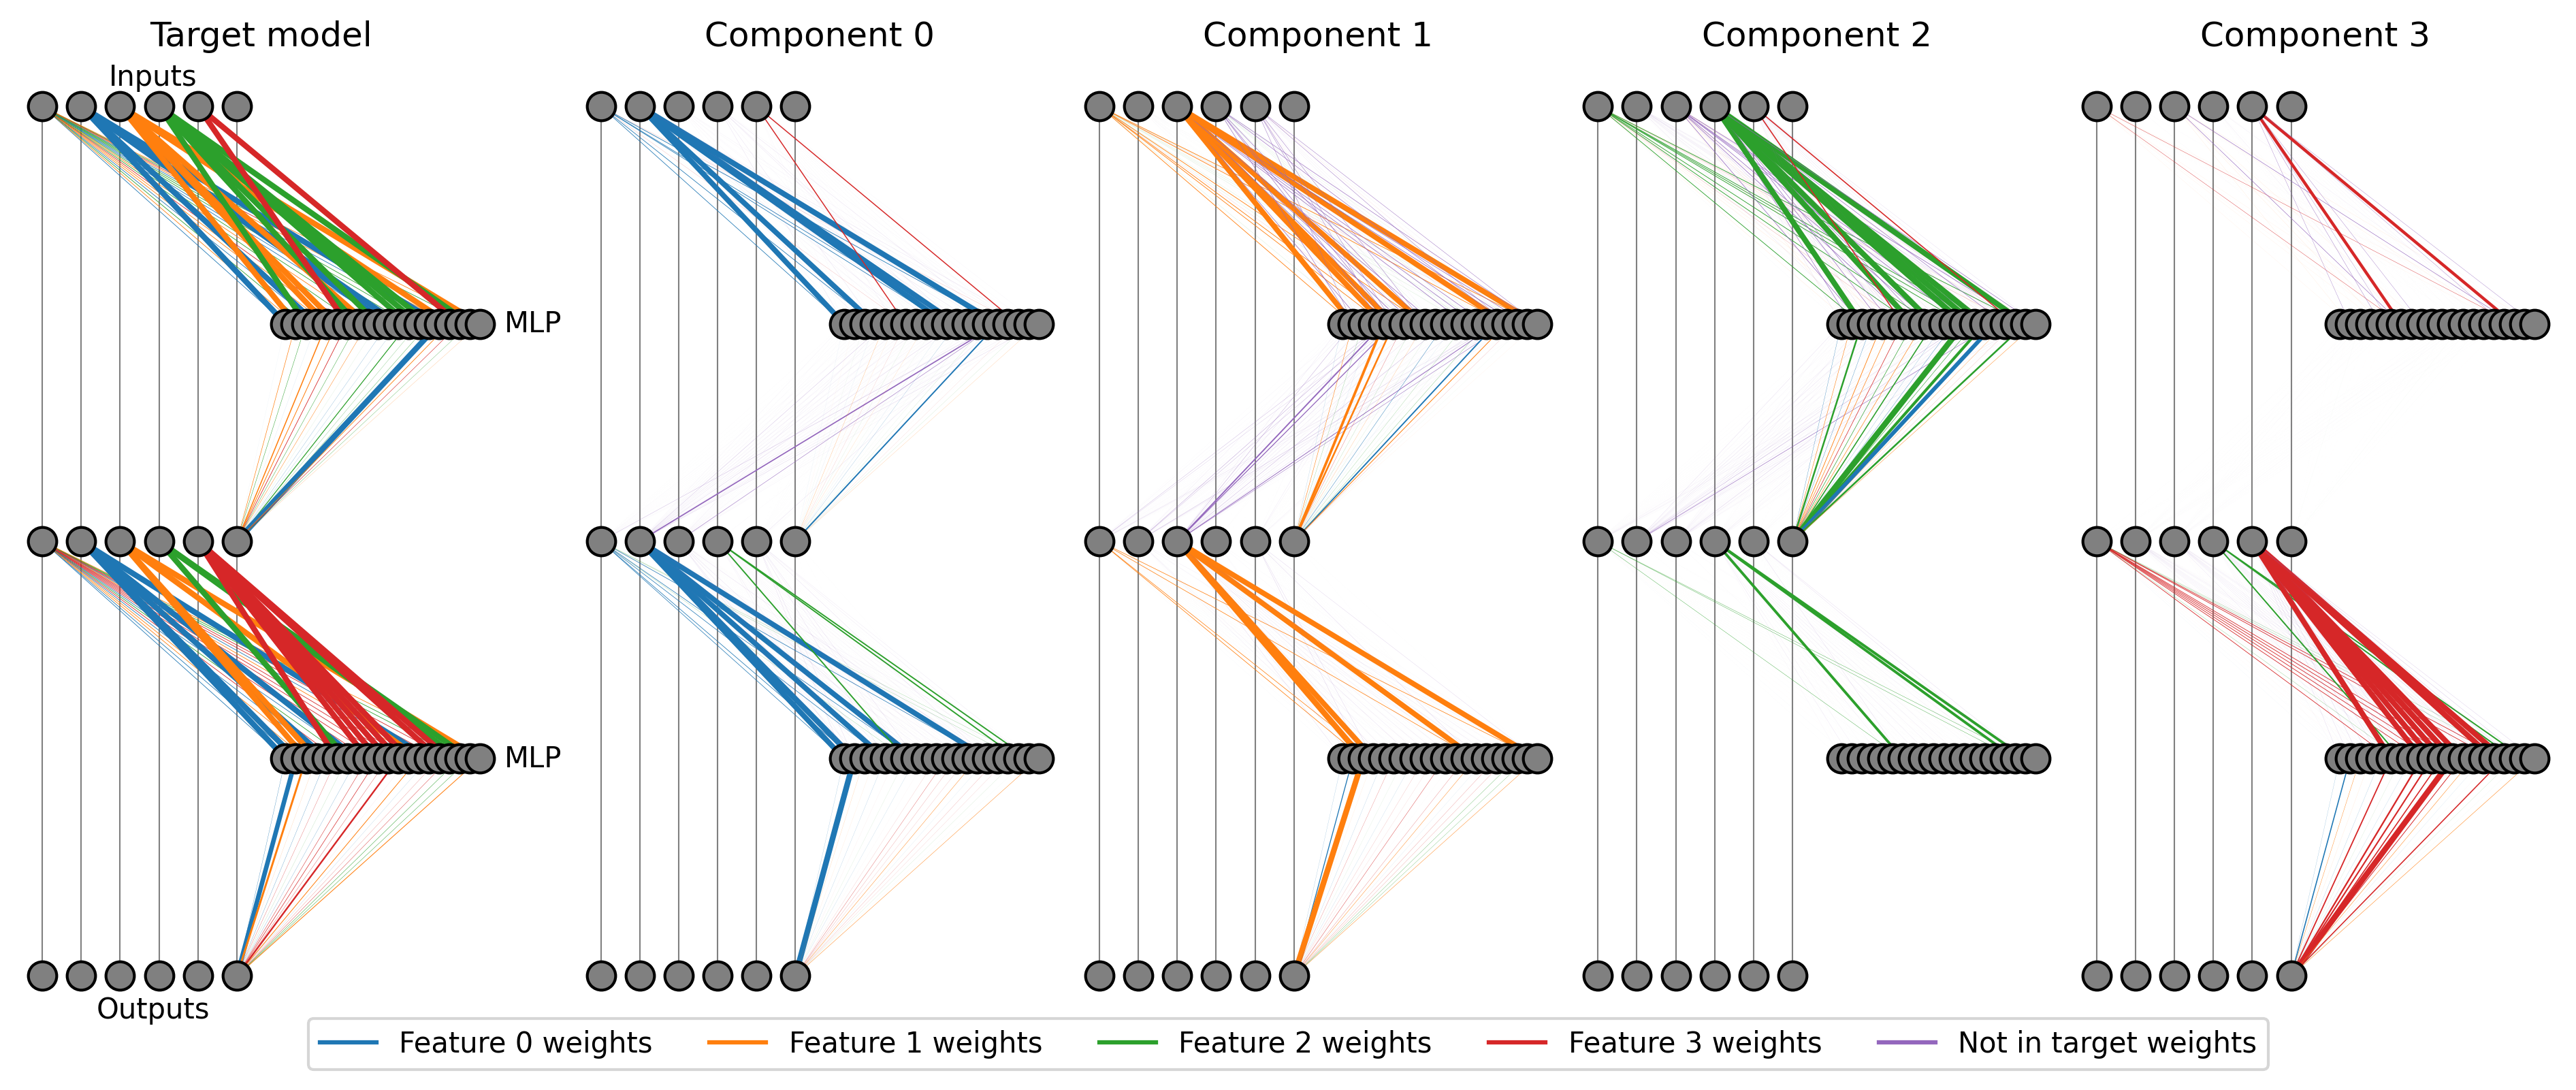 Target model
Component 0
Component 1
Component 2
Component 3
Inputs
MLP
MLP
Outputs
Feature 0 weights
Feature 1 weights
Feature 2 weights
Feature 3 weights
Not in target weights